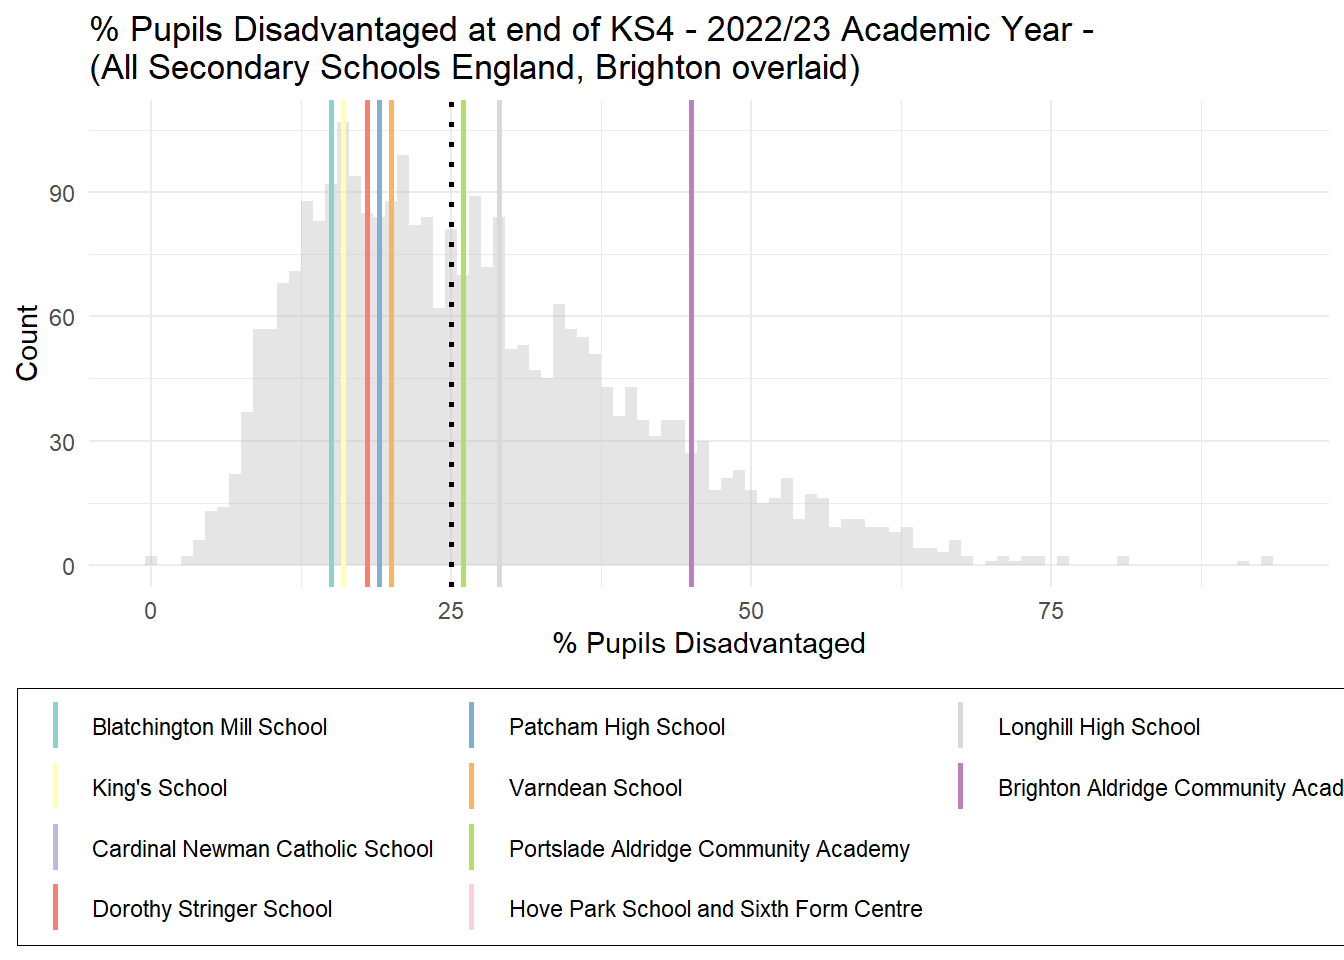 % Pupils Disadvantaged at end of KS4 - 2022/23 Academic Year -
(All Secondary Schools England, Brighton overlaid)
Count
90
60
30
0
0 25 50 75
% Pupils Disadvantaged
Blatchington Mill School
King's School
Cardinal Newman Catholic School
Dorothy Stringer School
Patcham High School
Varndean School
Portslade Aldridge Community Academy
Hove Park School and Sixth Form Centre
Longhill High School
Brighton Aldridge Community Acad